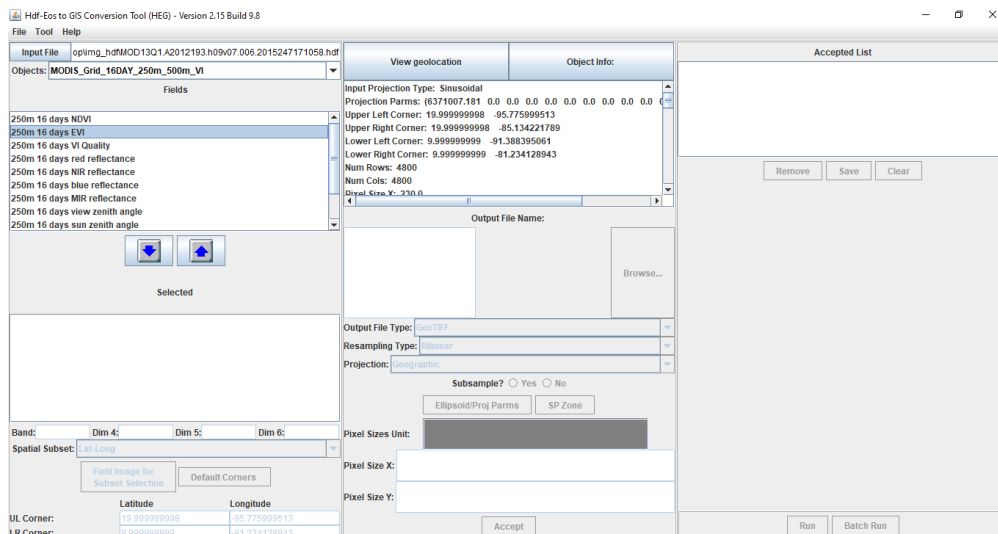 Hdf-Eos to GIS Conversion Tool (HEG) - Version 2.15 Build 9.8
File Tool Help
Input File op\img_hdf\MOD13Q1.A2012193.h09v07.006.2015247171058.hdf
Objects: MODIS_Grid_16DAY_250m_500m_VI
Fields
250m 16 days NDVI
250m 16 days EVI
250m 16 days VI Quality
250m 16 days red reflectance
250m 16 days NIR reflectance
250m 16 days blue reflectance
250m 16 days MIR reflectance
250m 16 days view zenith angle
250m 16 days sun zenith angle
Selected
Band: Dim 4: Dim 5: Dim 6:
Spatial Subset: Lat-Long
Field Image for
Subset Selection
Default Corners
Latitude Longitude
UL Corner: 19.999999998 -95.775999513
LR Corner: 9.999999999 -81.234128943
View geolocation Object Info:
Input Projection Type: Sinusoidal
Projection Parms: (6371007.181 0.0 0.0 0.0 0.0 0.0 0.0 0.0 0.0
Upper Left Corner: 19.999999998 -95.775999513
Upper Right Corner: 19.999999998 -85.134221789
Lower Left Corner: 9.999999999 -91.388395061
Lower Right Corner: 9.999999999 -81.234128943
Num Rows: 4800
Num Cols: 4800
Pixel Size X: 230.0
Output File Name:
Browse...
Output File Type: GeoTIFF
Resampling Type: Bilinear
Projection: Geographic
Subsample? Yes No
Ellipsoid/Proj Parms SP Zone
Pixel Sizes Unit:
Pixel Size X:
Pixel Size Y:
Accept
Accepted List
Remove Save Clear
Run Batch Run